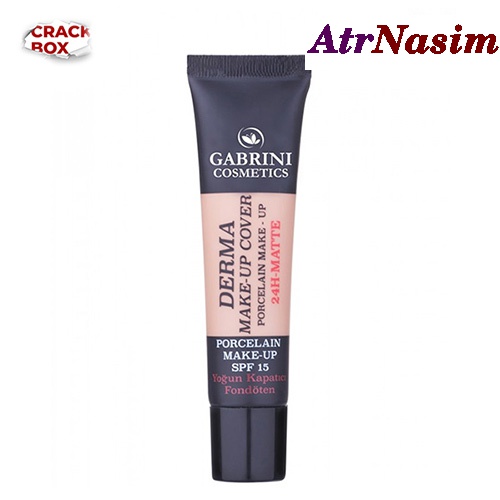 CRACK
BOX
AtrNasim
GABRINI
COSMETICS
DERMA
MAKE-UP COVER
PORCELAIN MAKE - UP
24H-MATTE
PORCELAIN
MAKE-UP
SPF 15
Yoğun Kapatıcı
Fondöten